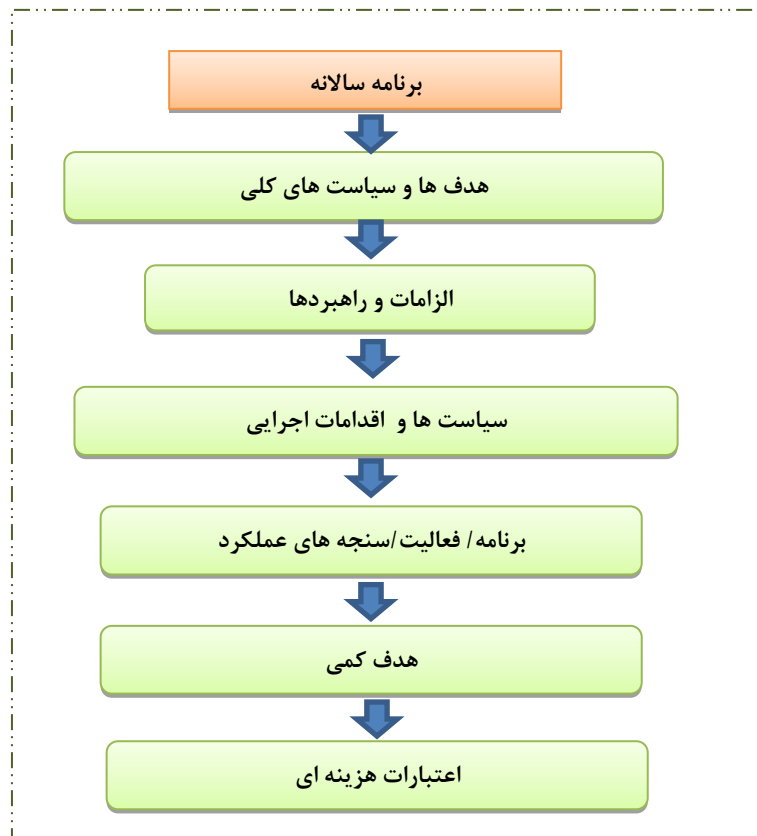 برنامه سالانه
هدف ها و سیاست های کلی
الزامات و راهبردها
سیاست ها و اقدامات اجرایی
برنامه/ فعالیت/سنجه های عملکرد
هدف کمی
اعتبارات هزینه ای